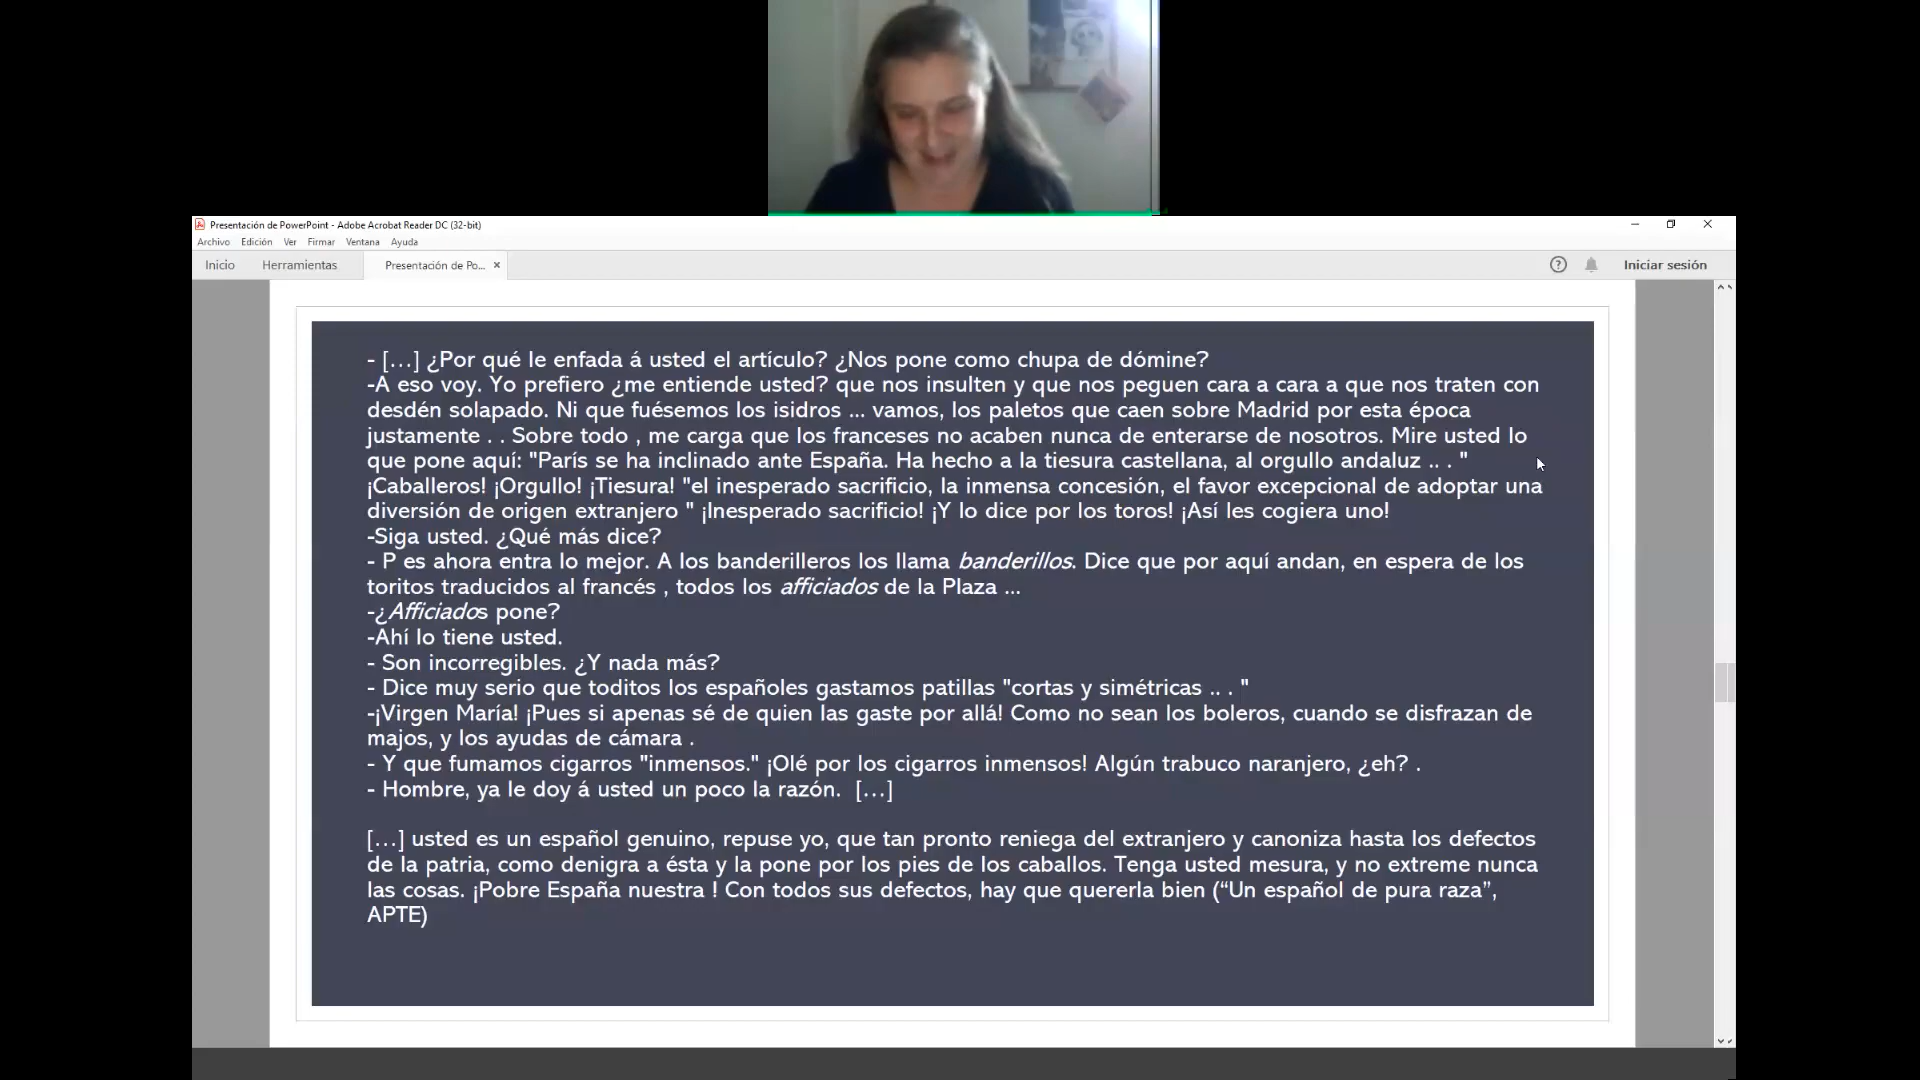 Presentación de PowerPoint - Adobe Acrobat Reader DC (32-bit)
Archivo Edición Ver Firmar Ventana Ayuda
Inicio Herramientas Presentación de Po... × ? Iniciar sesión
- [...] ¿Por qué le enfada á usted el artículo? ¿Nos pone como chupa de dómine?
-A eso voy. Yo prefiero ¿me entiende usted? que nos insulten y que nos peguen cara a cara a que nos traten con
desdén solapado. Ni que fuésemos los isidros ... vamos, los paletos que caen sobre Madrid por esta época
justamente . . Sobre todo , me carga que los franceses no acaben nunca de enterarse de nosotros. Mire usted lo
que pone aquí: "París se ha inclinado ante España. Ha hecho a la tiesura castellana, al orgullo andaluz .. . "
¡Caballeros! ¡Orgullo! ¡Tiesura! "el inesperado sacrificio, la inmensa concesión, el favor excepcional de adoptar una
diversión de origen extranjero " ¡Inesperado sacrificio! ¡Y lo dice por los toros! ¡Así les cogiera uno!
-Siga usted. ¿Qué más dice?
- P es ahora entra lo mejor. A los banderilleros los llama banderillos. Dice que por aquí andan, en espera de los
toritos traducidos al francés , todos los afficiados de la Plaza ...
-¿Afficiados pone?
-Ahí lo tiene usted.
- Son incorregibles. ¿Y nada más?
- Dice muy serio que toditos los españoles gastamos patillas "cortas y simétricas .. . "
-¡Virgen María! ¡Pues si apenas sé de quien las gaste por allá! Como no sean los boleros, cuando se disfrazan de
majos, y los ayudas de cámara .
- Y que fumamos cigarros "inmensos." ¡Olé por los cigarros inmensos! Algún trabuco naranjero, ¿eh? .
- Hombre, ya le doy á usted un poco la razón. [...]
[...] usted es un español genuino, repuse yo, que tan pronto reniega del extranjero y canoniza hasta los defectos
de la patria, como denigra a ésta y la pone por los pies de los caballos. Tenga usted mesura, y no extreme nunca
las cosas. ¡Pobre España nuestra ! Con todos sus defectos, hay que quererla bien (“Un español de pura raza”,
APTE)